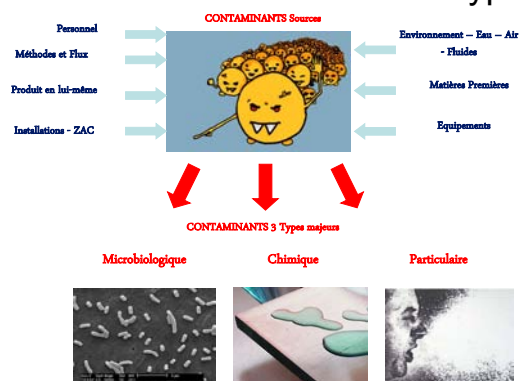 CONTAMINANTS Sources
Personnel
Méthodes et Flux
Produit en lui-même
Installations - ZAC
Environnement – Eau – Air
- Fluides
Matières Premières
Equipements
CONTAMINANTS 3 Types majeurs
Microbiologique
Chimique
Particulaire